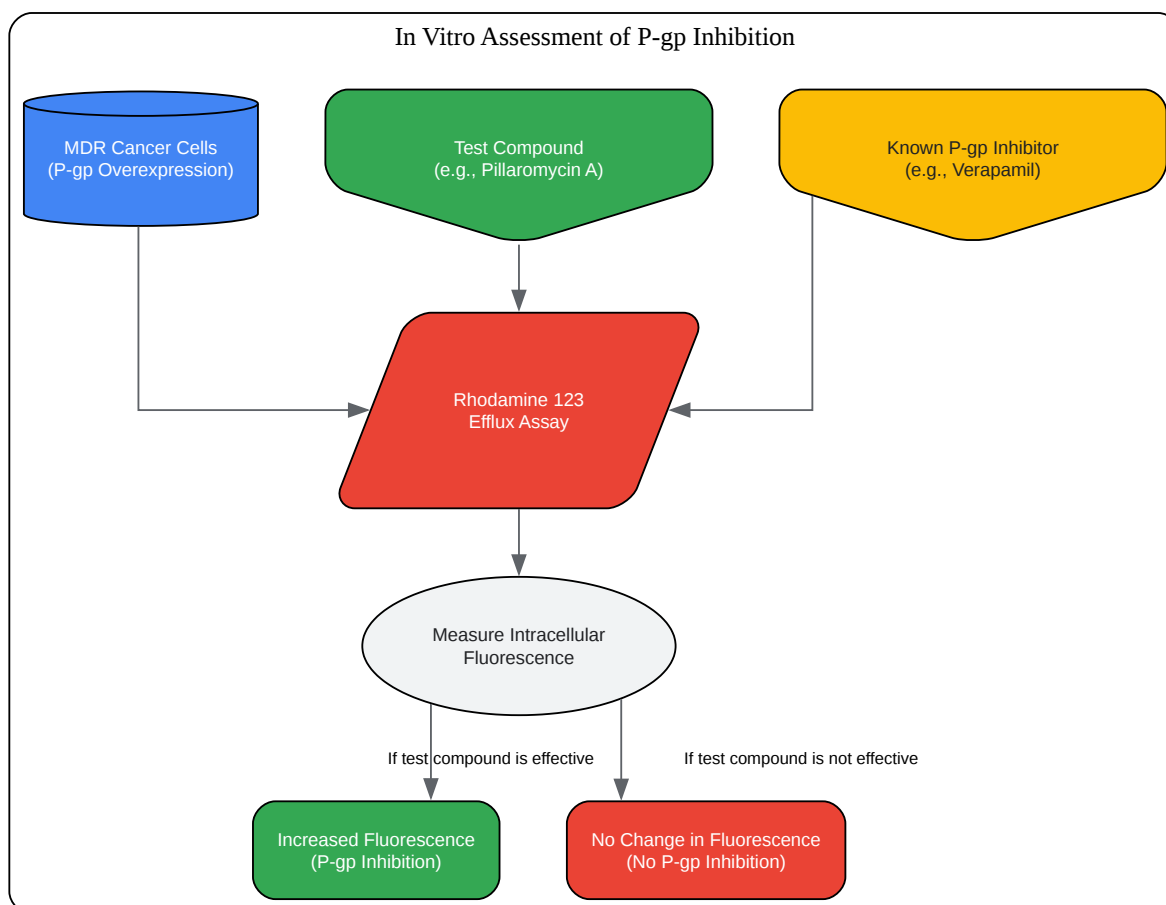 In Vitro Assessment of P-gp Inhibition
MDR Cancer Cells
(P-gp Overexpression)
Test Compound
(e.g., Pillaromycin A)
Known P-gp Inhibitor
(e.g., Verapamil)
Rhodamine 123
Efflux Assay
Measure Intracellular
Fluorescence
If test compound is effective
If test compound is not effective
Increased Fluorescence
(P-gp Inhibition)
No Change in Fluorescence
(No P-gp Inhibition)